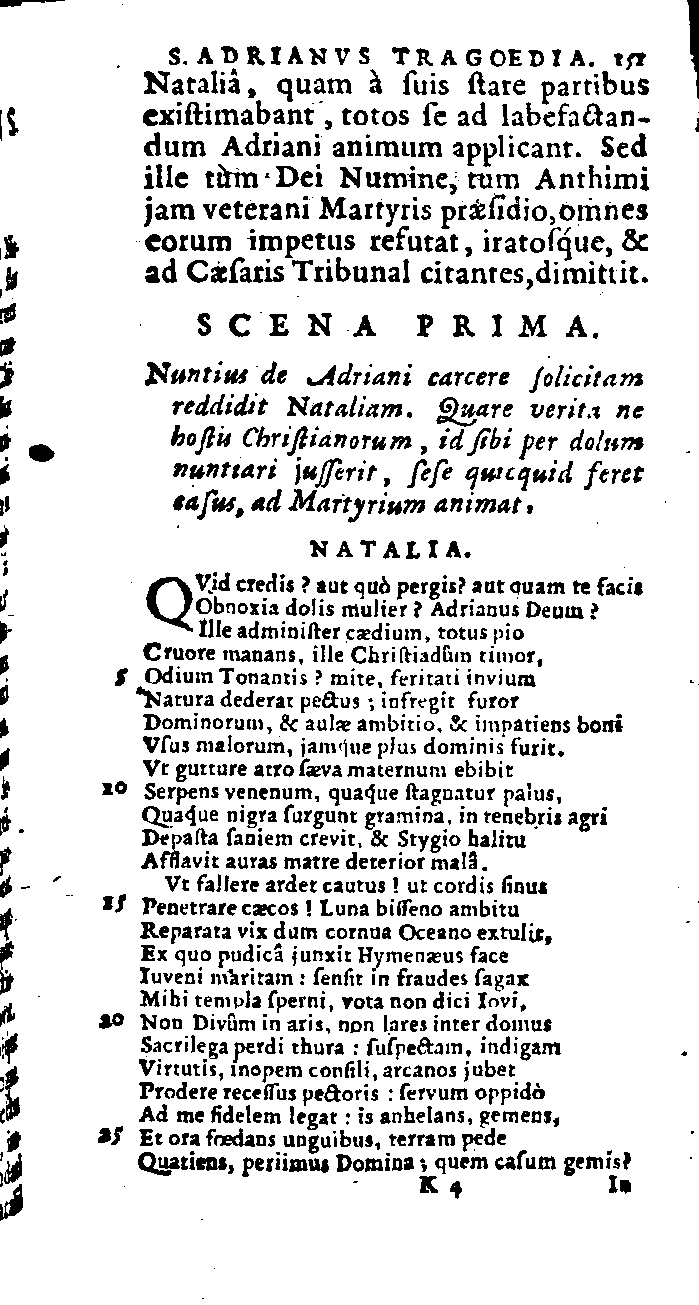 S. ADRIANVS TRAGOEDIA. 151
Nataliâ, quam à ſuis ſtare partibus
exiſtimabant, totos ſe ad labefactan-
dum Adriani animum applicant. Sed
ille tùm Dei Numine, tum Anthimi
jam veterani Martyris præſidio, omnes
eorum impetus refutat, iratoſq́ue, &
ad Cæſaris Tribunal citantes, dimittit.
SCENA PRIMA.
Nuntius de Adriani carcere ſolicitam
reddidit Nataliam. Quare verita ne
hoſtis Chriſtianorum, id ſibi per dolum
nuntiari juſſerit, ſeſe quicquid feret
caſus, ad Martyrium animat.
NATALIA.
QVid credis? aut quò pergis? aut quam te facis
Obnoxia dolis mulier? Adrianus Deum?
Ille adminiſter cædium, totus pio
Cruore manans, ille Chriſtiadûm timor,
5 Odium Tonantis? mite, feritati invium
Natura dederat pectus; infregit furor
Dominorum, & aulæ ambitio, & impatiens boni
Vſus malorum, jamque plus dominis furit.
Vt gutture atro ſæva maternum ebibit
10 Serpens venenum, quaque ſtagnatur palus,
Quaque nigra ſurgunt gramina, in tenebris agri
Depaſta ſaniem crevit, & Stygio halitu
Afflavit auras matre deterior malâ.
Vt fallere ardet cautus! ut cordis ſinus
15 Penetrare cæcos! Luna biſſeno ambitu
Reparata vix dum cornua Oceano extulit,
Ex quo pudicâ junxit Hymenæus face
Iuveni maritam: ſenſit in fraudes ſagax
Mihi templa ſperni, vota non dici Iovi,
20 Non Divûm in aris, non lares inter domus
Sacrilega perdi thura: ſuſpectam, indigam
Virtutis, inopem conſili, arcanos jubet
Prodere receſſus pectoris: ſervum oppidò
Ad me fidelem legat: is anhelans, gemens,
25 Et ora fœdans unguibus, terram pede
Quatiens, periimus Domina; quem caſum gemis?
K 4 In